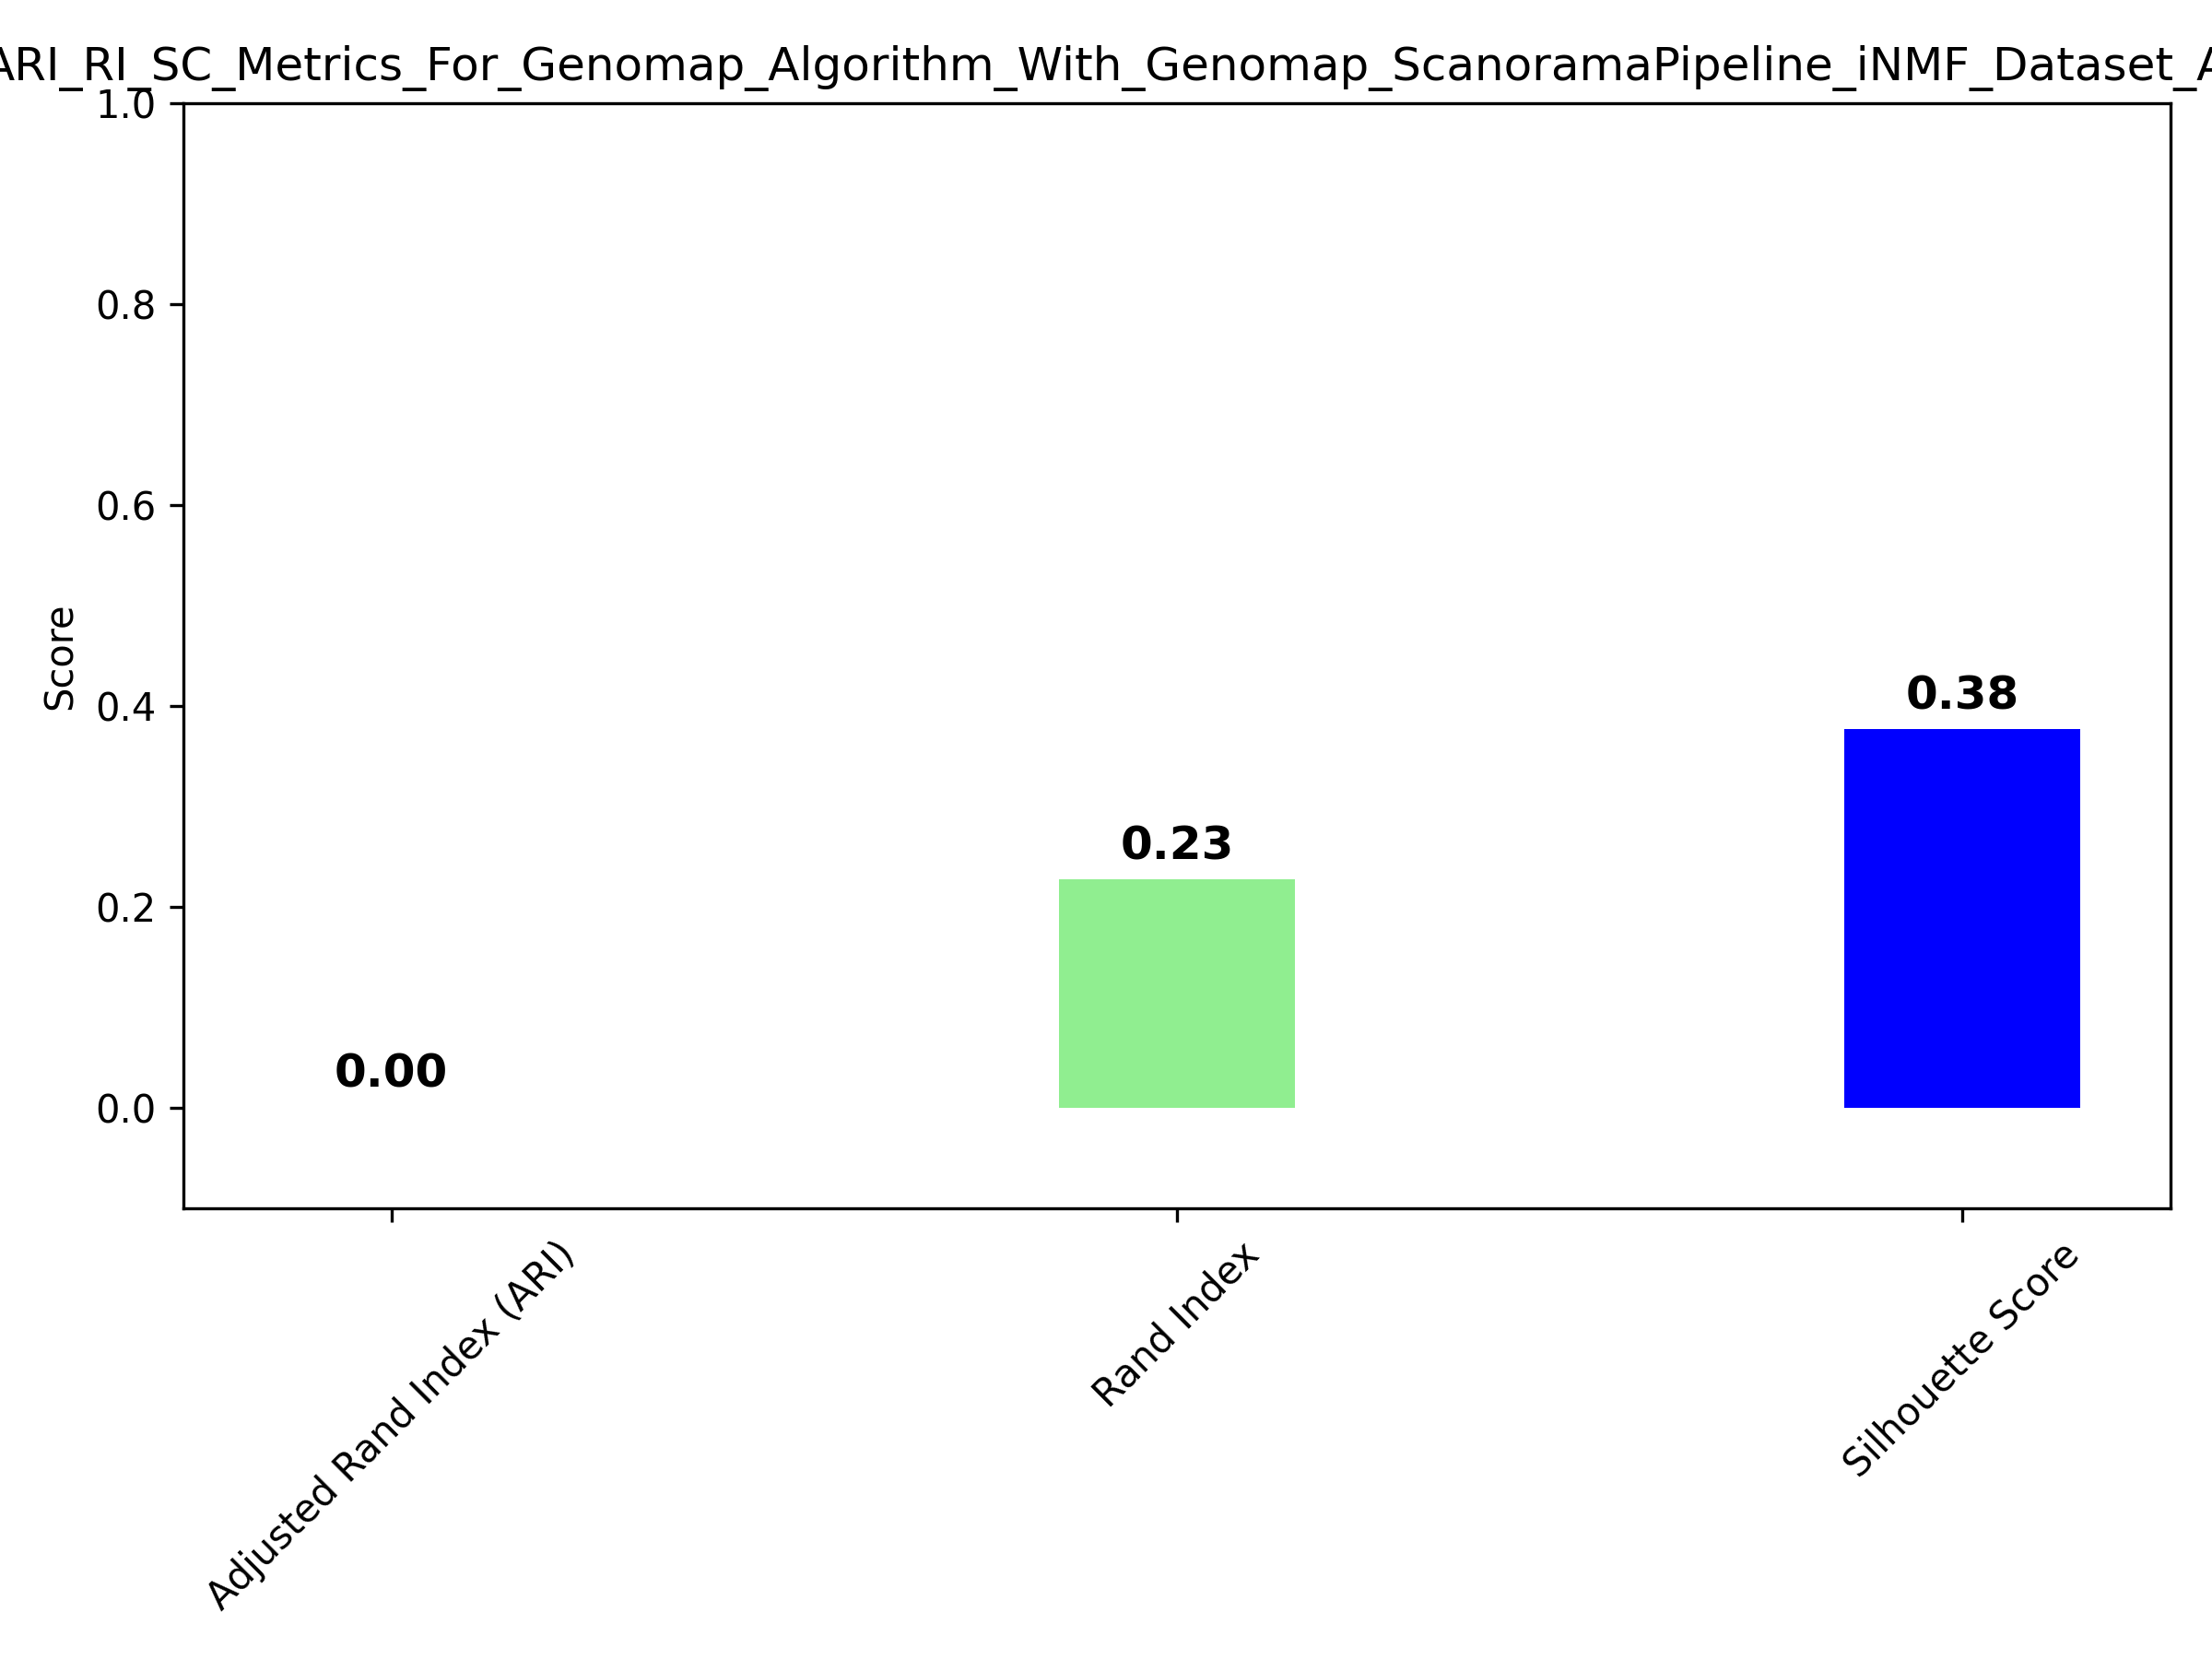 ARI_RI_SC_Metrics_For_Genomap_Algorithm_With_Genomap_ScanoramaPipeline_iNMF_Dataset_A
1.0
0.8
0.6
0.4
0.2
0.0
Score
0.00
0.23
0.38
Adjusted Rand Index (ARI)
Rand Index
Silhouette Score